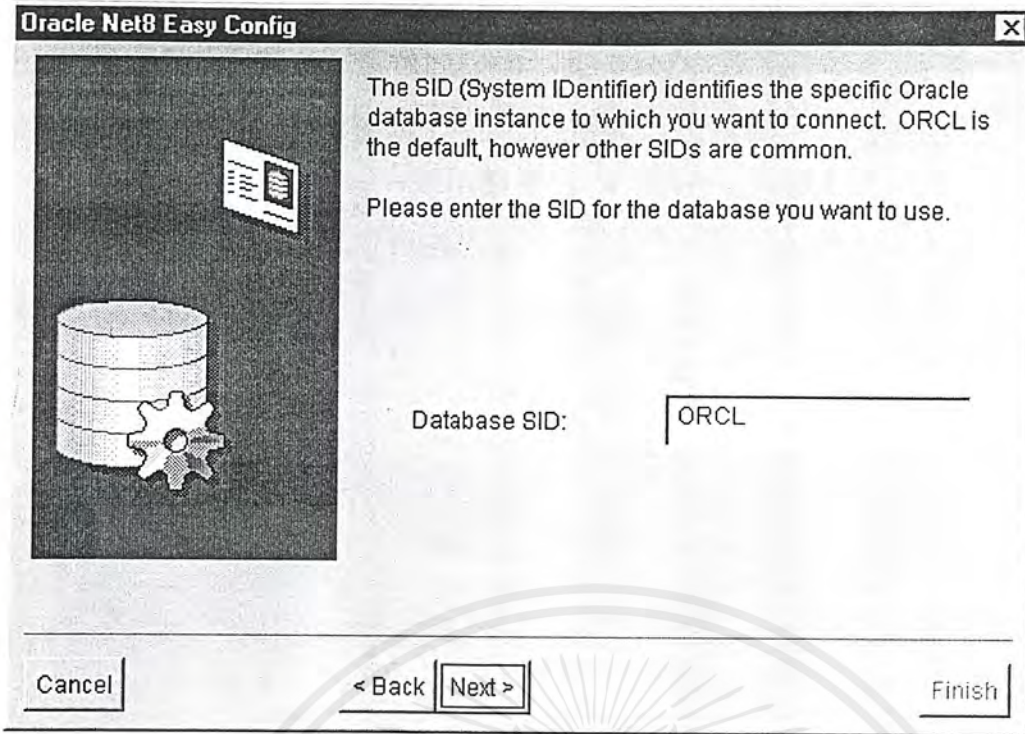 Oracle Net8 Easy Config
The SID (System IDentifier) identifies the specific Oracle
database instance to which you want to connect. ORCL is
the default, however other SIDs are common.
Please enter the SID for the database you want to use.
Database SID:
ORCL
Cancel
< Back
Next >
Finish